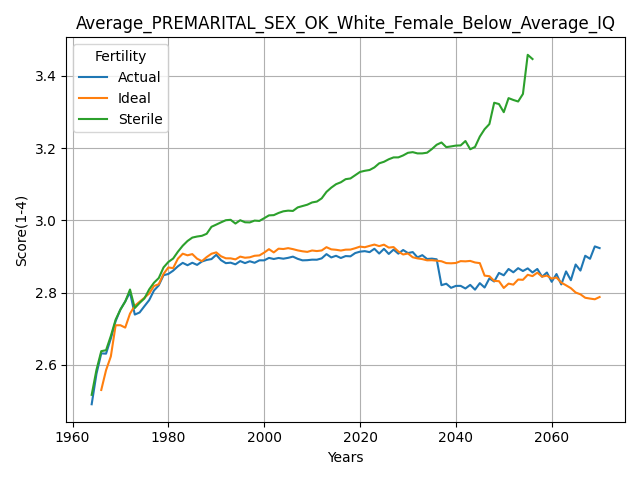 Average_PREMARITAL_SEX_OK_White_Female_Below_Average_IQ
Fertility
Actual
Ideal
Sterile
Score(1-4)
3.4
3.2
3.0
2.8
2.6
1960 1980 2000 2020 2040 2060
Years